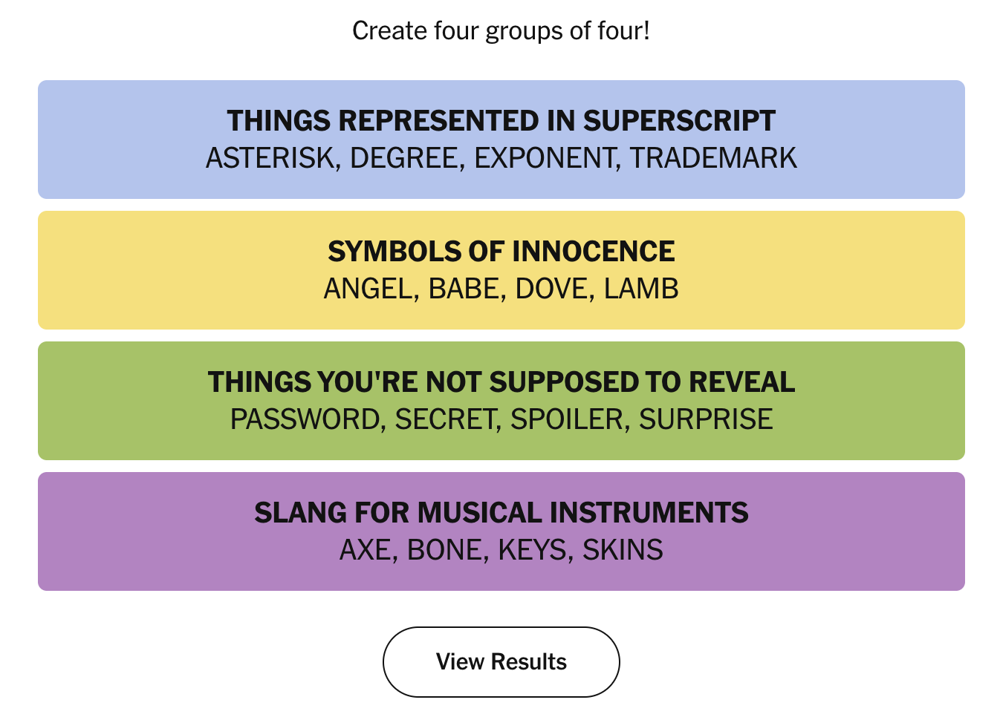 Create four groups of four!
THINGS REPRESENTED IN SUPERSCRIPT
ASTERISK, DEGREE, EXPONENT, TRADEMARK
SYMBOLS OF INNOCENCE
ANGEL, BABE, DOVE, LAMB
THINGS YOU'RE NOT SUPPOSED TO REVEAL
PASSWORD, SECRET, SPOILER, SURPRISE
SLANG FOR MUSICAL INSTRUMENTS
AXE, BONE, KEYS, SKINS
View Results